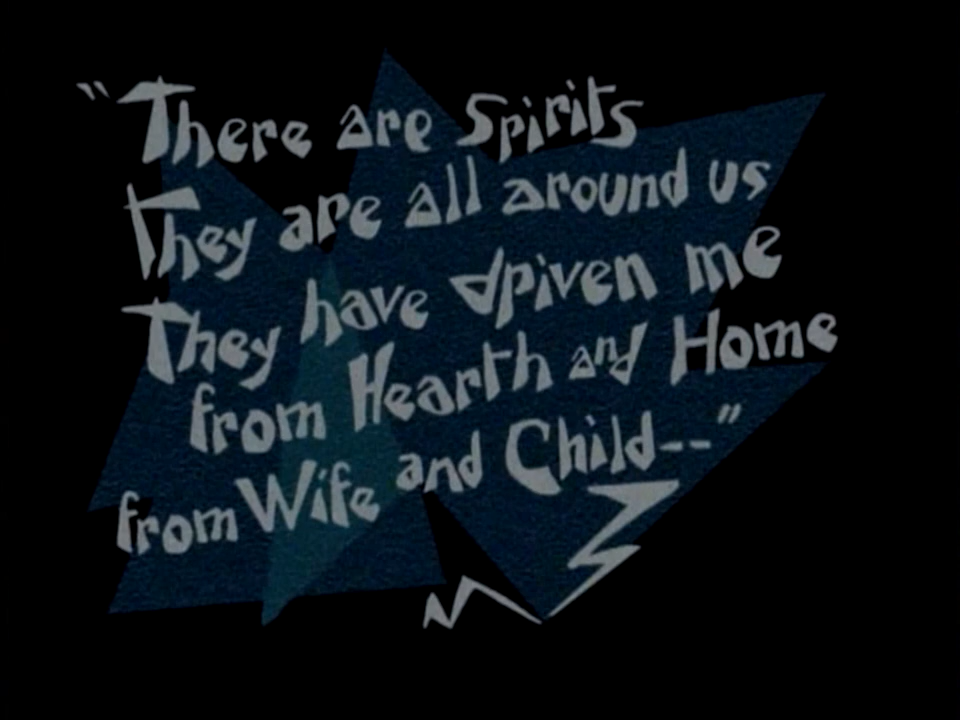 "There are Spirits
They are all around us
They have driven me
from Hearth and Home
from Wife and Child--"